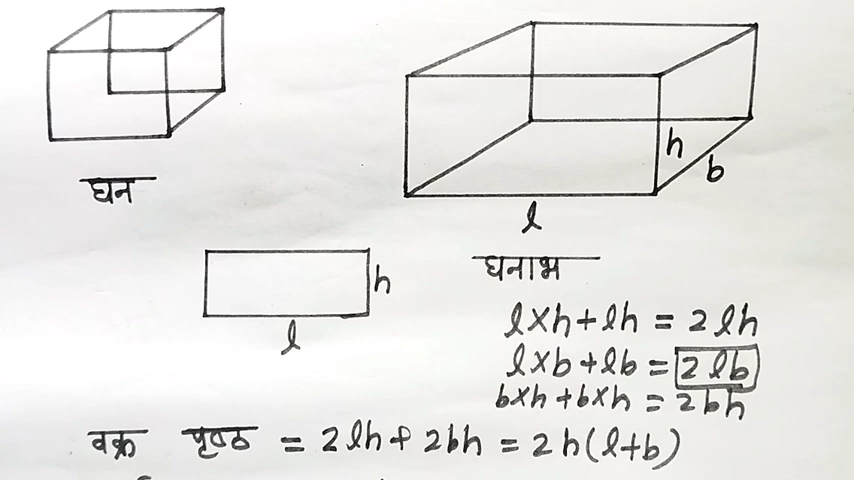 घन
h
b
l
घनाभ
h
l
l×h+lh = 2lh
l×b+lb = 2lb
b×h+b×h = 2bh
वक्र पृष्ठ = 2lh+2bh = 2h(l+b)